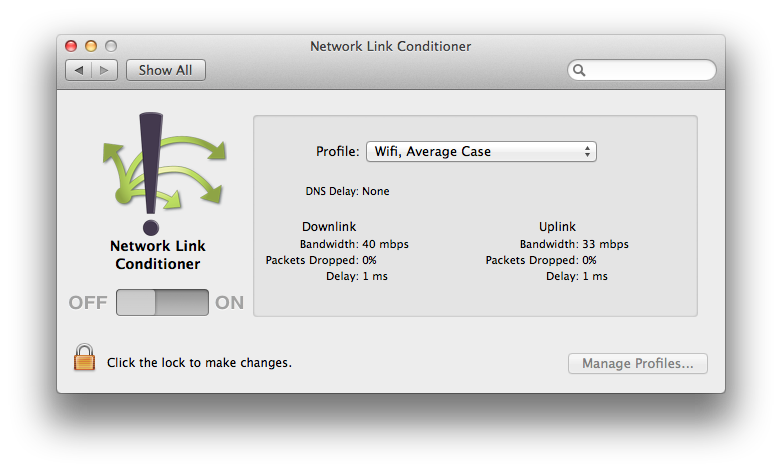 Network Link Conditioner
Show All
Profile: Wifi, Average Case
DNS Delay: None
Downlink
Bandwidth: 40 mbps
Packets Dropped: 0%
Delay: 1 ms
Uplink
Bandwidth: 33 mbps
Packets Dropped: 0%
Delay: 1 ms
Network Link
Conditioner
OFF ON
Click the lock to make changes.
Manage Profiles...